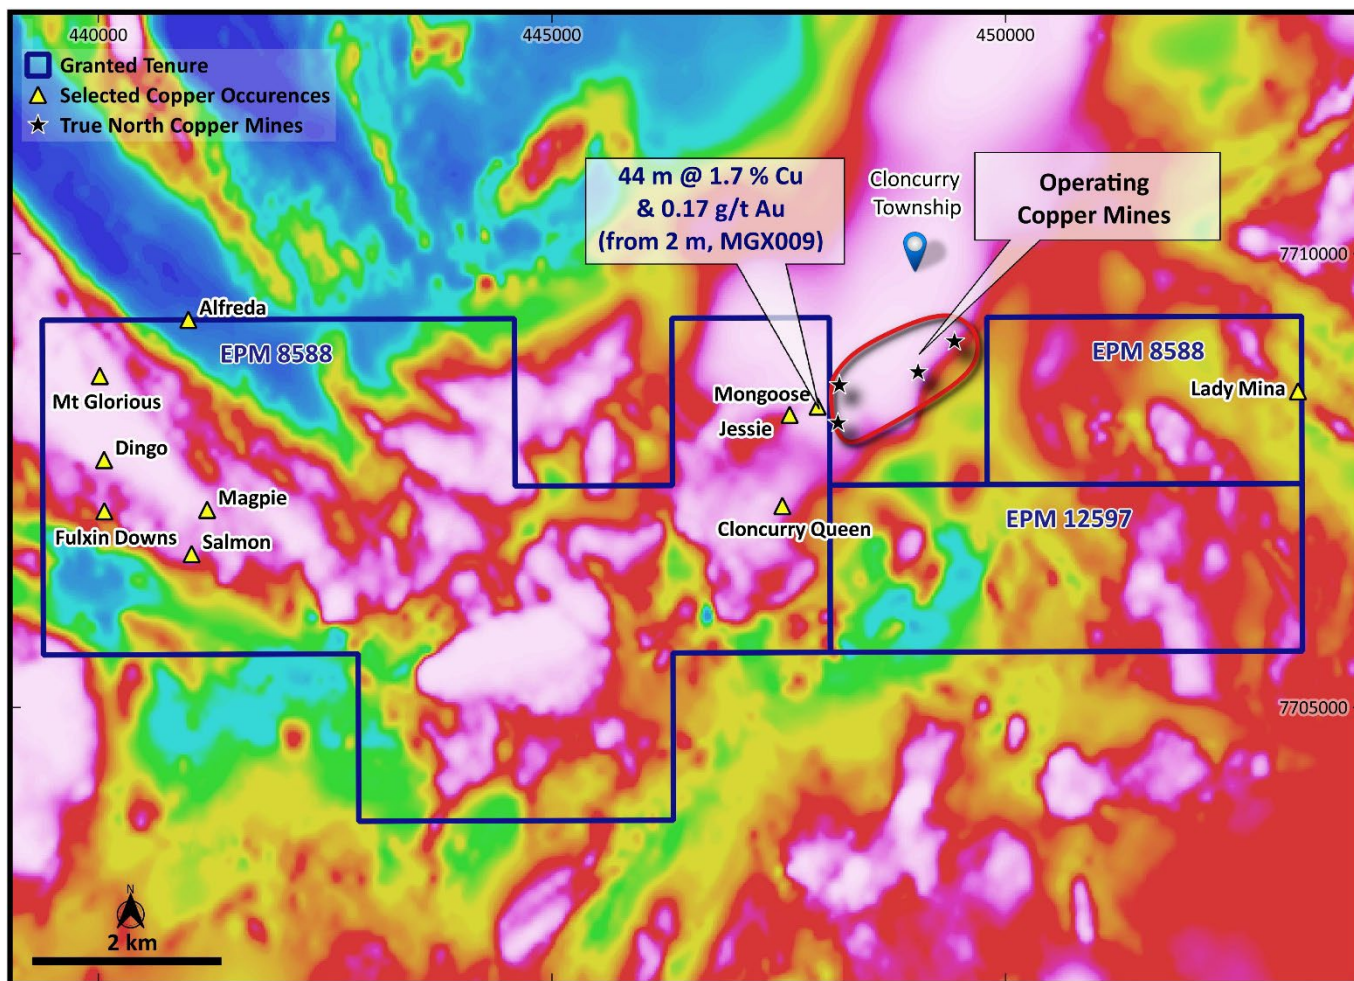 440000
445000
450000
Granted Tenure
Selected Copper Occurences
True North Copper Mines
44 m @ 1.7 % Cu
& 0.17 g/t Au
(from 2 m, MGX009)
Cloncurry
Township
Operating
Copper Mines
7710000
Alfreda
EPM 8588
EPM 8588
Mt Glorious
Lady Mina
Mongoose
Jessie
Dingo
Magpie
Fulxin Downs
Salmon
Cloncurry Queen
EPM 12597
7705000
N
2 km